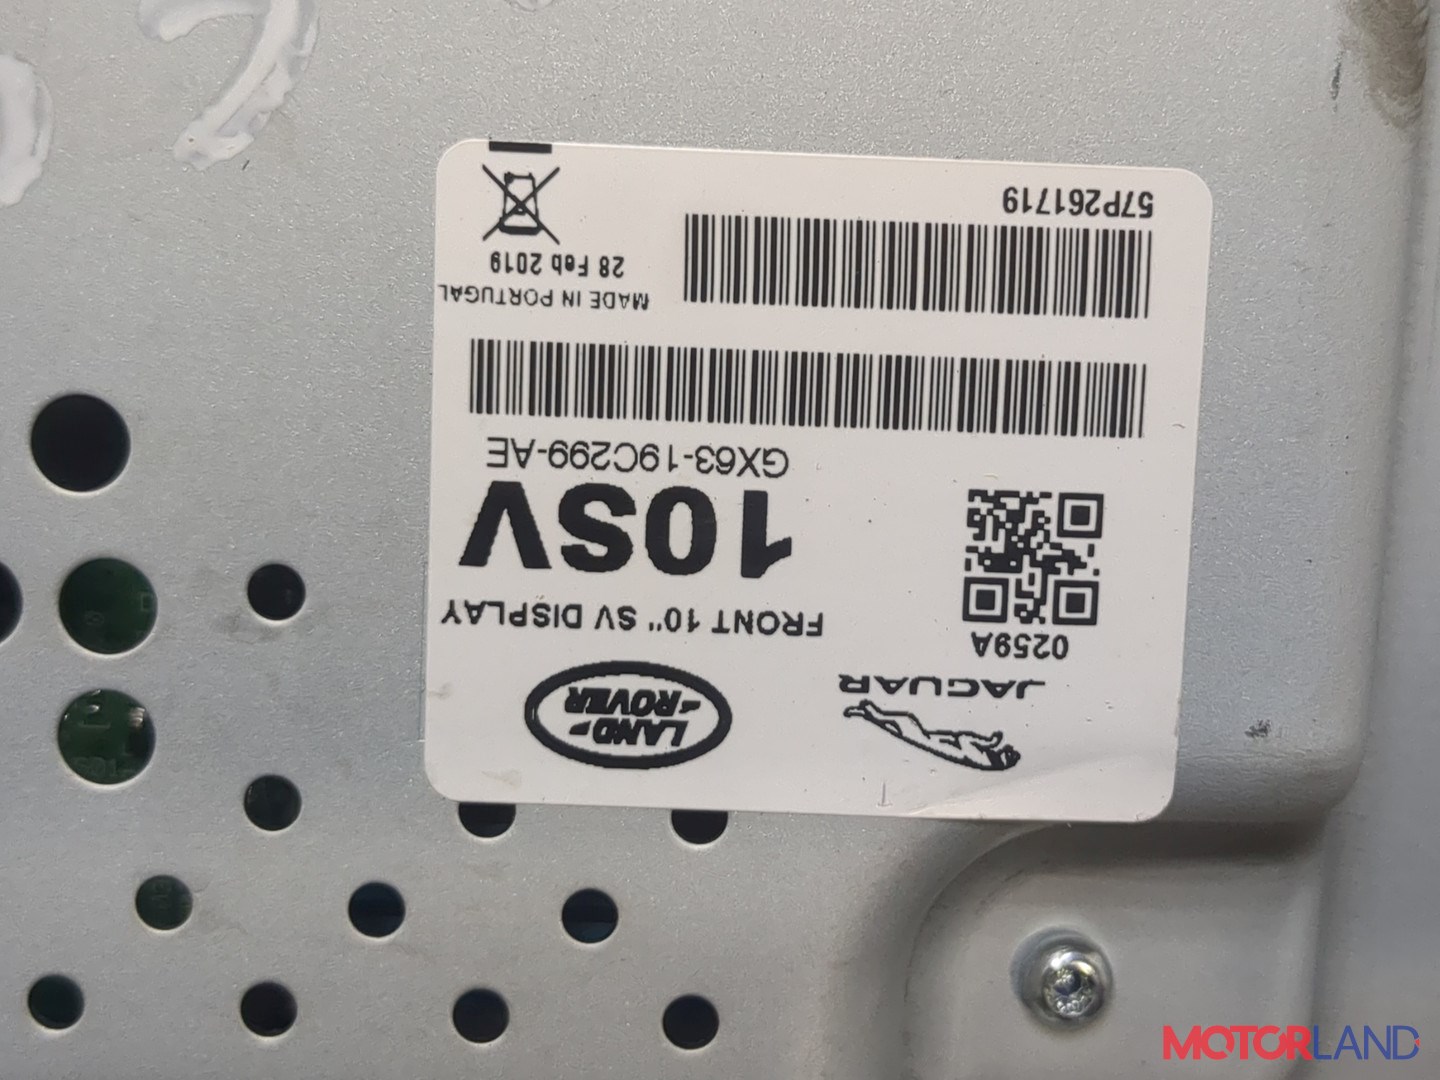 JAGUAR
LAND-
-ROVER
0259A
FRONT 10" SV DISPLAY
10SV
GX63-19C299-AE
MADE IN PORTUGAL
28 Feb 2019
57P261719
MOTORLAND